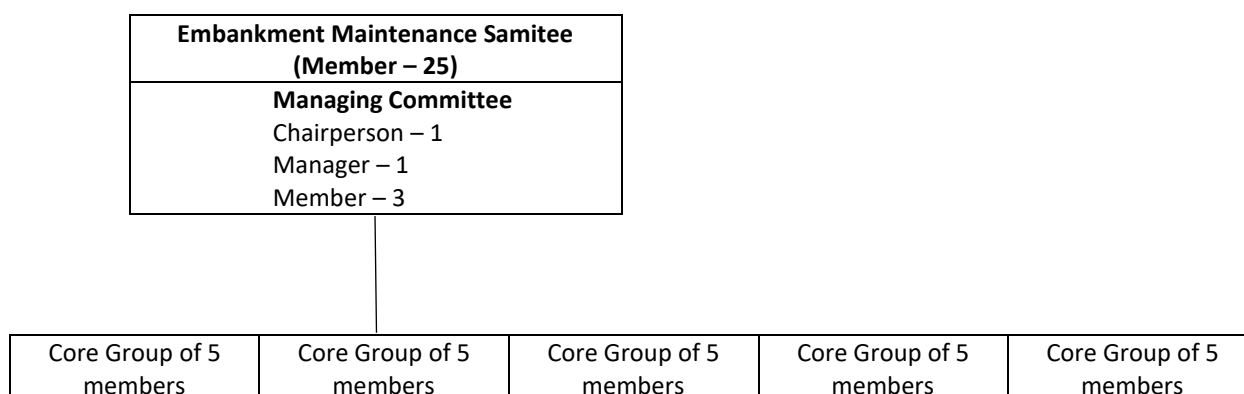 Embankment Maintenance Samitee
(Member – 25)
Managing Committee
Chairperson – 1
Manager – 1
Member – 3
Core Group of 5
members
Core Group of 5
members
Core Group of 5
members
Core Group of 5
members
Core Group of 5
members